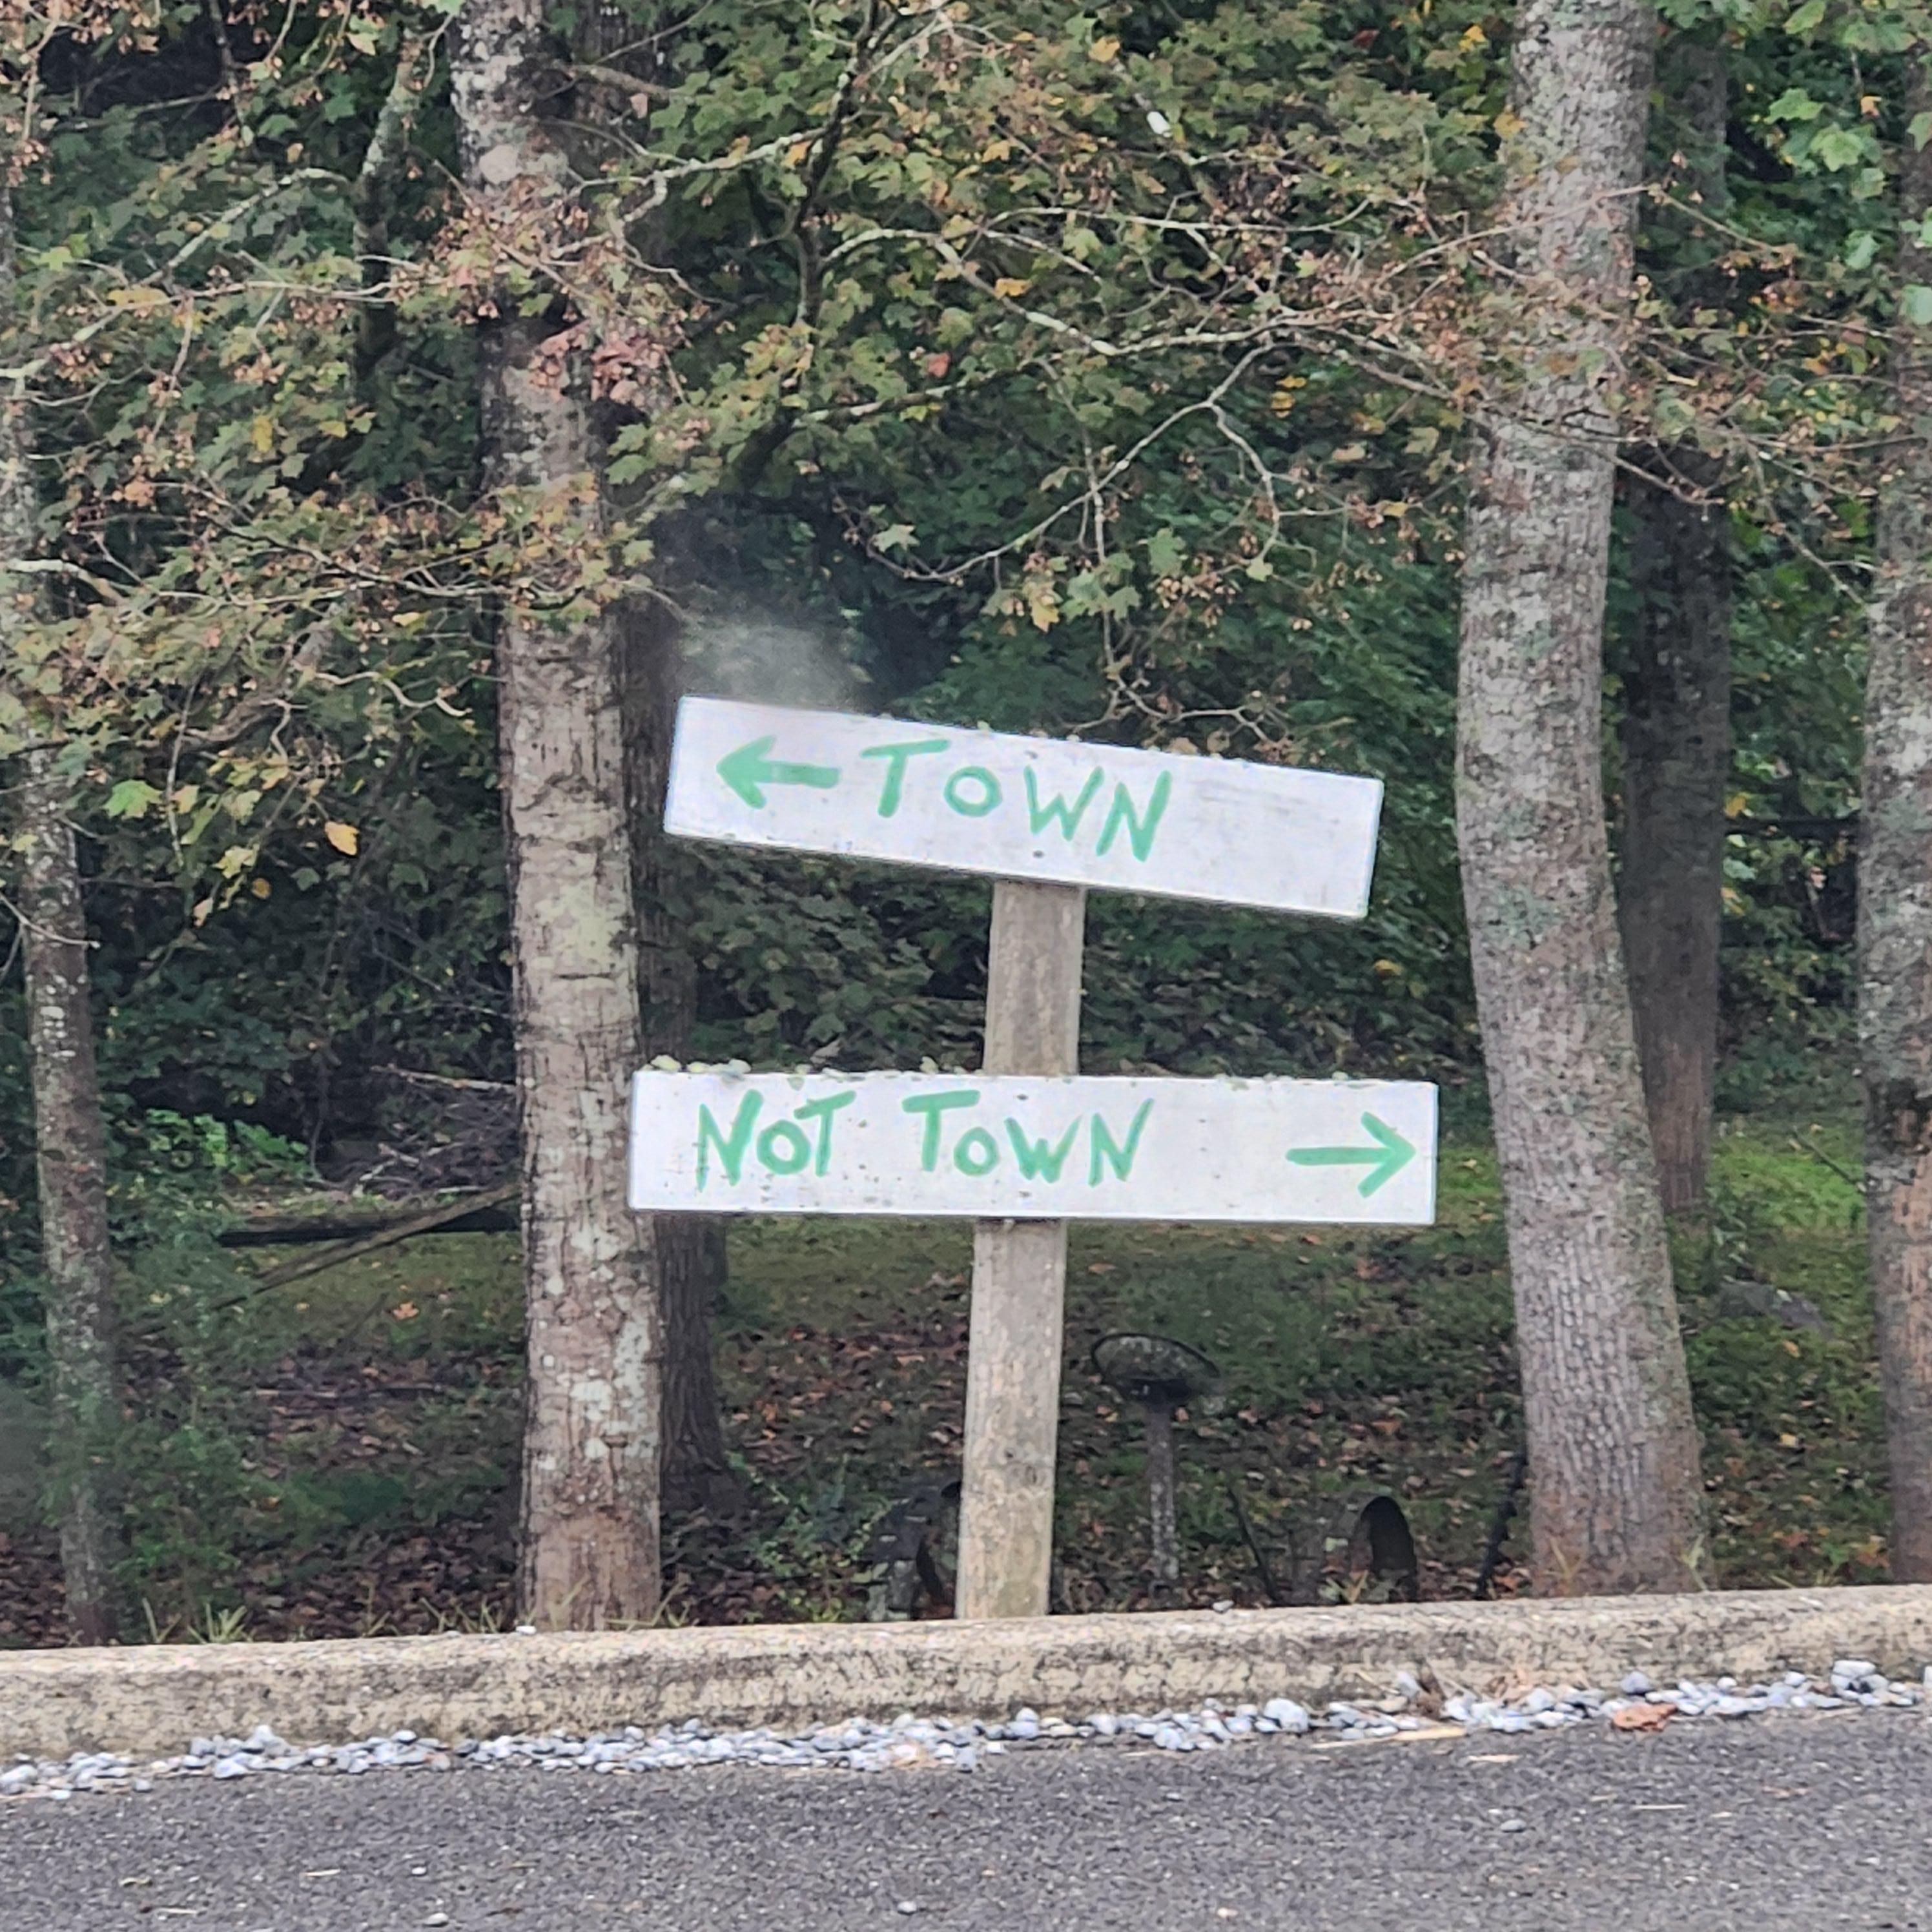 ← TOWN
NOT TOWN →